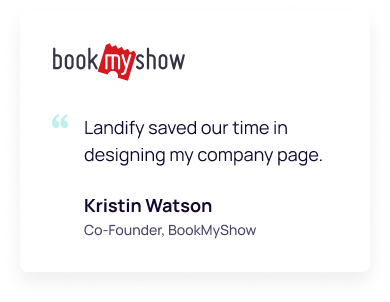 bookmyshow
“
Landify saved our time in
designing my company page.
Kristin Watson
Co-Founder, BookMyShow